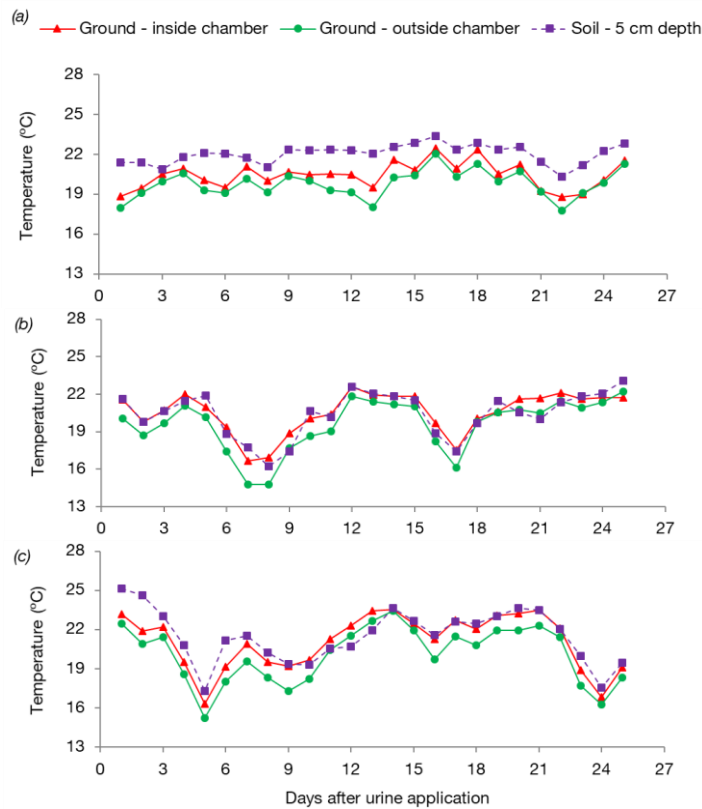 (a)
Ground - inside chamber Ground - outside chamber Soil - 5 cm depth
28
25
22
19
16
13
Temperature (ºC)
0 3 6 9 12 15 18 21 24 27
(b)
28
25
22
19
16
13
Temperature (ºC)
0 3 6 9 12 15 18 21 24 27
(c)
28
25
22
19
16
13
Temperature (ºC)
0 3 6 9 12 15 18 21 24 27
Days after urine application